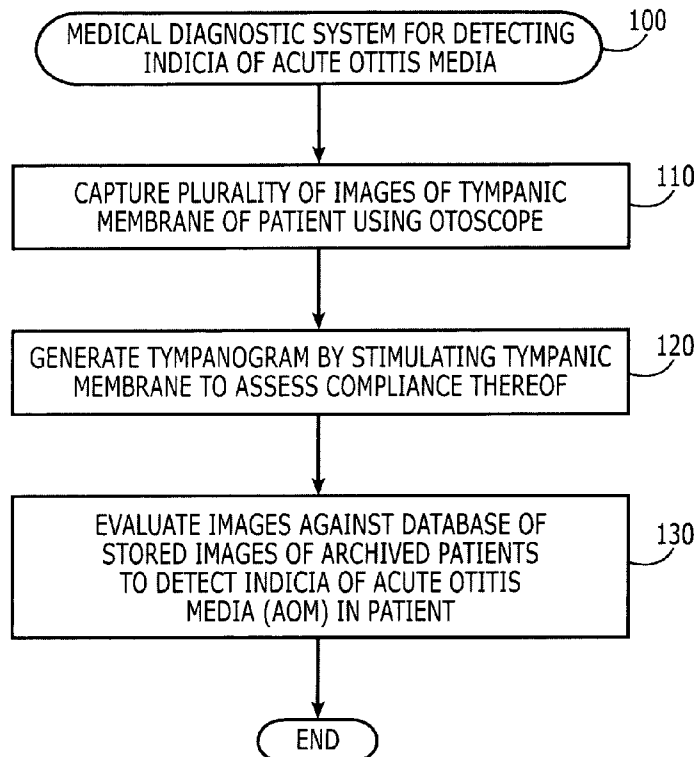 MEDICAL DIAGNOSTIC SYSTEM FOR DETECTING
INDICIA OF ACUTE OTITIS MEDIA
100
CAPTURE PLURALITY OF IMAGES OF TYMPANIC
MEMBRANE OF PATIENT USING OTOSCOPE
110
GENERATE TYMPANOGRAM BY STIMULATING TYMPANIC
MEMBRANE TO ASSESS COMPLIANCE THEREOF
120
EVALUATE IMAGES AGAINST DATABASE OF
STORED IMAGES OF ARCHIVED PATIENTS
TO DETECT INDICIA OF ACUTE OTITIS
MEDIA (AOM) IN PATIENT
130
END